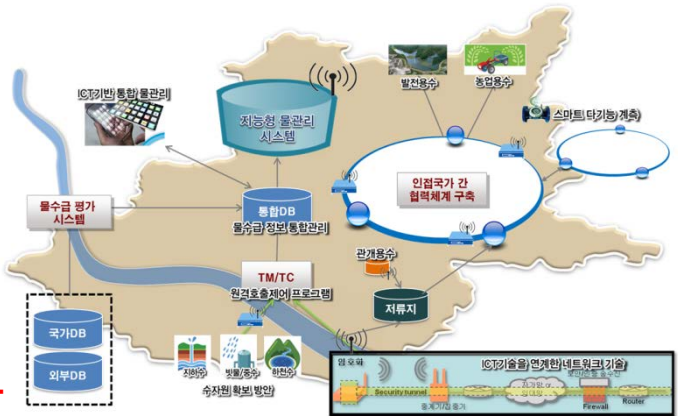 ICT기반 통합 물관리
지능형 물관리
시스템
발전용수
농업용수
스마트 다기능 계측
물수급 평가
시스템
통합DB
물수급 정보 통합관리
인접국가 간
협력체계 구축
TM/TC
원격호출제어 프로그램
관개용수
저류지
국가DB
외부DB
지하수
빗물/중수
하천수
수자원 확보 방안
암호화
ICT기술을 연계한 네트워크 기술
Security tunnel
Firewall
Router